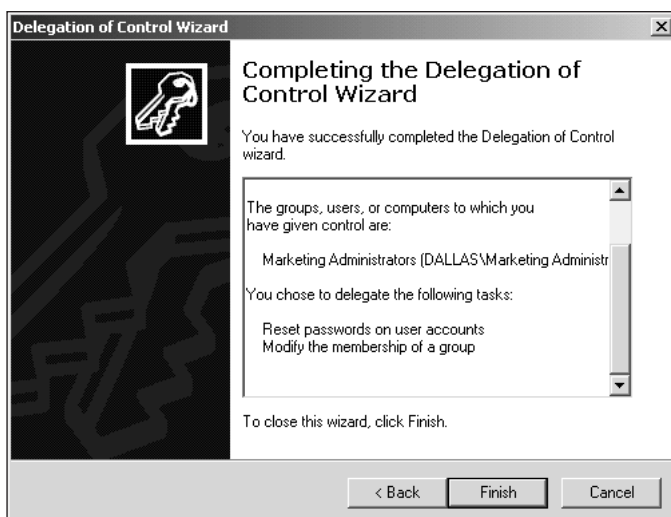 Delegation of Control Wizard
Completing the Delegation of
Control Wizard
You have successfully completed the Delegation of Control
wizard.
The groups, users, or computers to which you
have given control are:
Marketing Administrators (DALLAS\Marketing Administr
You chose to delegate the following tasks:
Reset passwords on user accounts
Modify the membership of a group
To close this wizard, click Finish.
< Back
Finish
Cancel